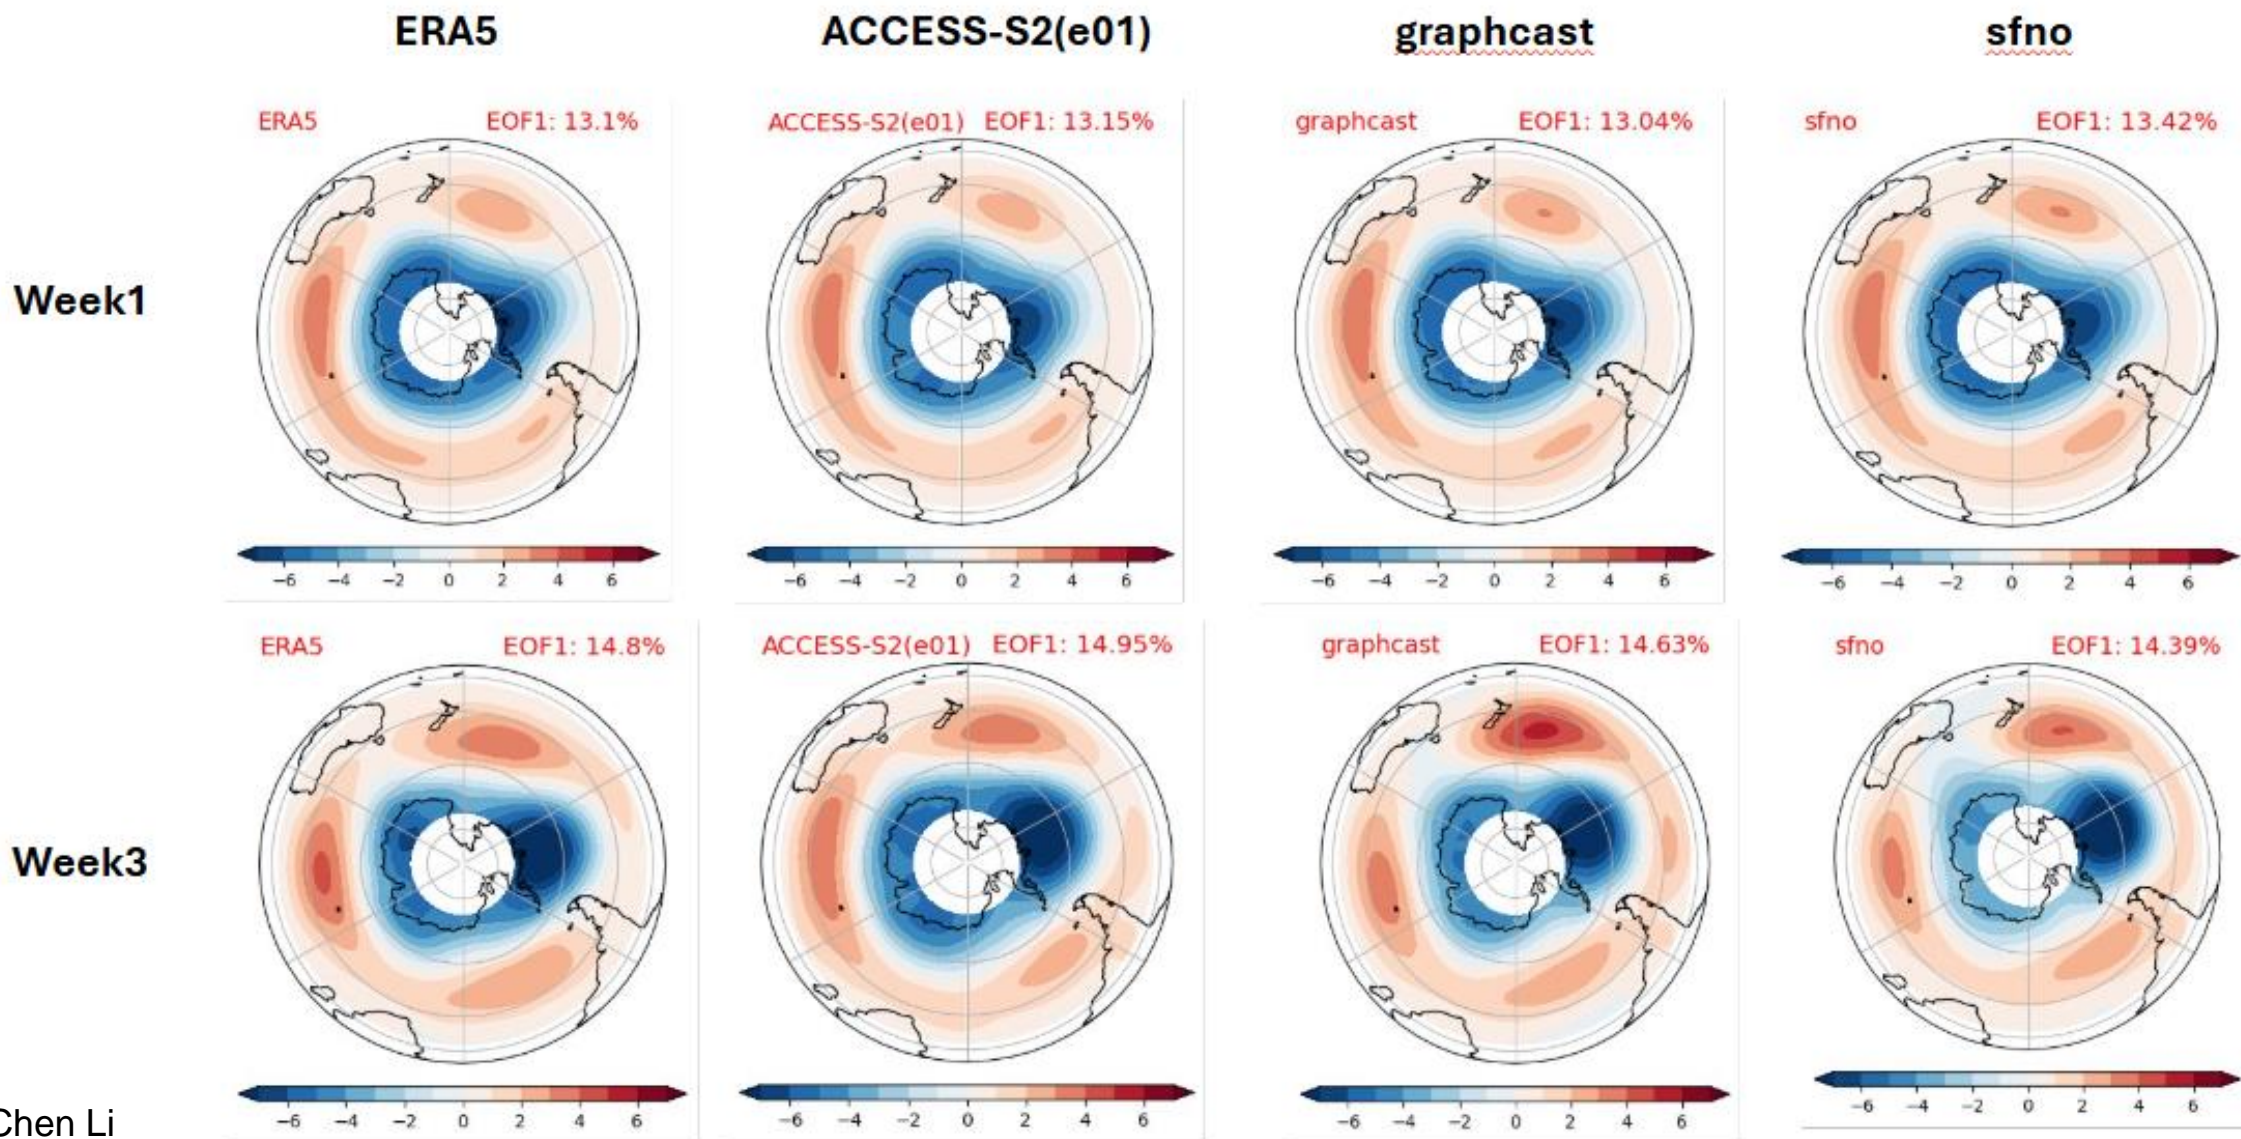 ERA5 ACCESS-S2(e01) graphcast sfno
ERA5 EOF1: 13.1% ACCESS-S2(e01) EOF1: 13.15% graphcast EOF1: 13.04% sfno EOF1: 13.42%
Week1
−6 −4 −2 0 2 4 6 −6 −4 −2 0 2 4 6 −6 −4 −2 0 2 4 6 −6 −4 −2 0 2 4 6
ERA5 EOF1: 14.8% ACCESS-S2(e01) EOF1: 14.95% graphcast EOF1: 14.63% sfno EOF1: 14.39%
Week3
−6 −4 −2 0 2 4 6 −6 −4 −2 0 2 4 6 −6 −4 −2 0 2 4 6 −6 −4 −2 0 2 4 6
Chen Li